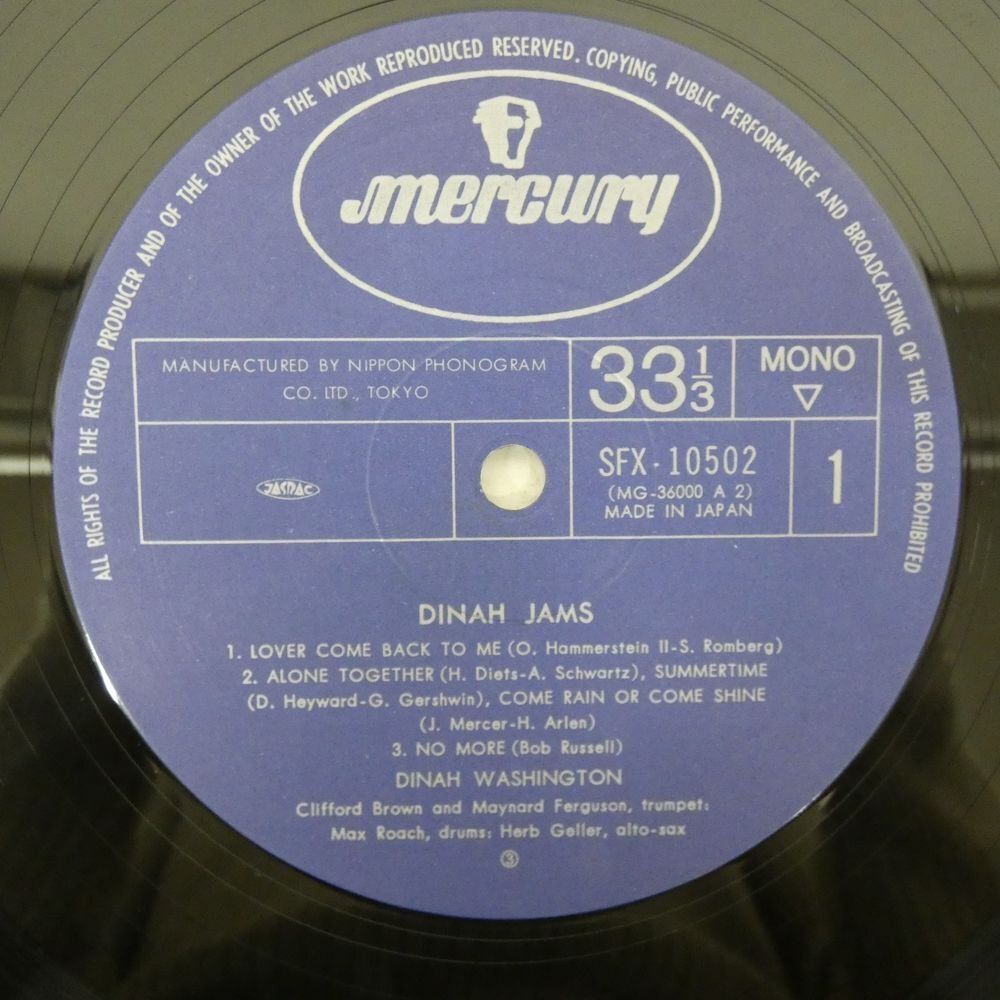 ALL RIGHTS OF THE RECORD PRODUCER AND OF THE OWNER OF THE WORK REPRODUCED RESERVED. COPYING, PUBLIC PERFORMANCE AND BROADCASTING OF THIS RECORD PROHIBITED
mercury
MANUFACTURED BY NIPPON PHONOGRAM
CO. LTD., TOKYO
33 1/3
MONO
▽
JASRAC
SFX-10502
(MG-36000 A 2)
MADE IN JAPAN
1
DINAH JAMS
1. LOVER COME BACK TO ME (O. Hammerstein II-S. Romberg)
2. ALONE TOGETHER (H. Diets-A. Schwartz), SUMMERTIME
(D. Heyward-G. Gershwin), COME RAIN OR COME SHINE
(J. Mercer-H. Arlen)
3. NO MORE (Bob Russell)
DINAH WASHINGTON
Clifford Brown and Maynard Ferguson, trumpet:
Max Roach, drums: Herb Geller, alto-sax
③